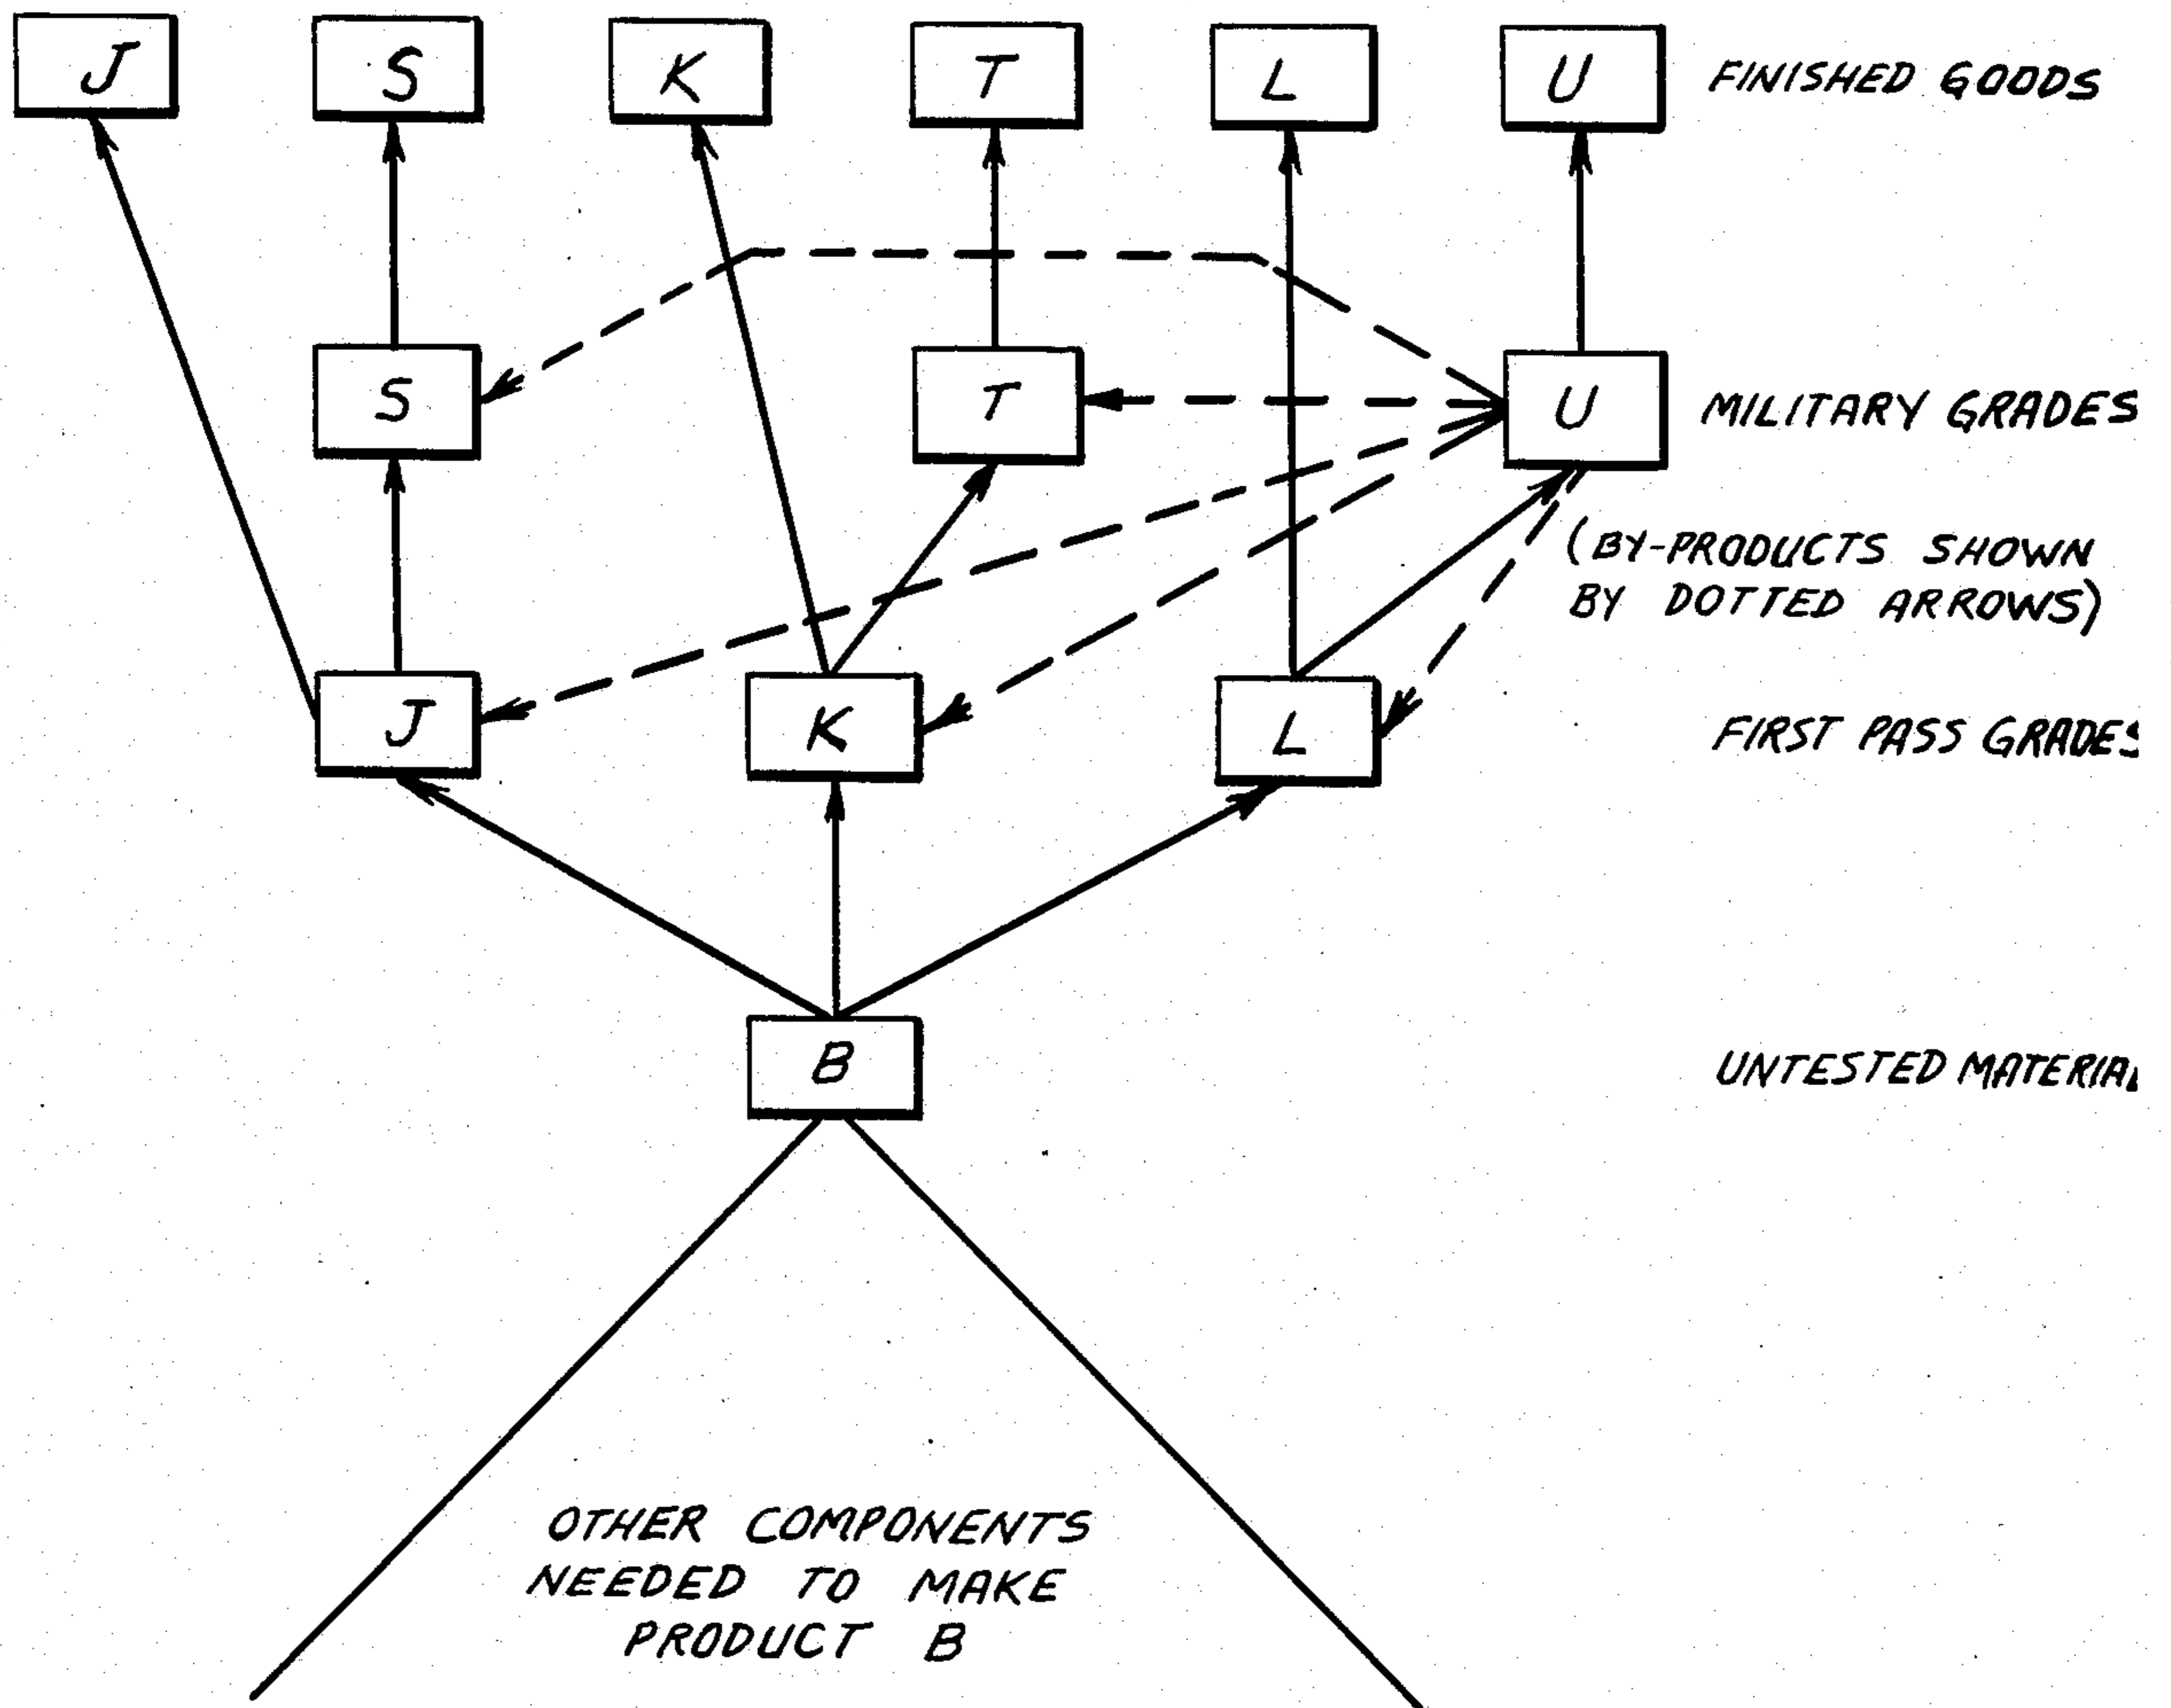 J S K T L U FINISHED GOODS
S T U MILITARY GRADES
(BY-PRODUCTS SHOWN
BY DOTTED ARROWS)
J K L FIRST PASS GRADES
B UNTESTED MATERIAL
OTHER COMPONENTS
NEEDED TO MAKE
PRODUCT B